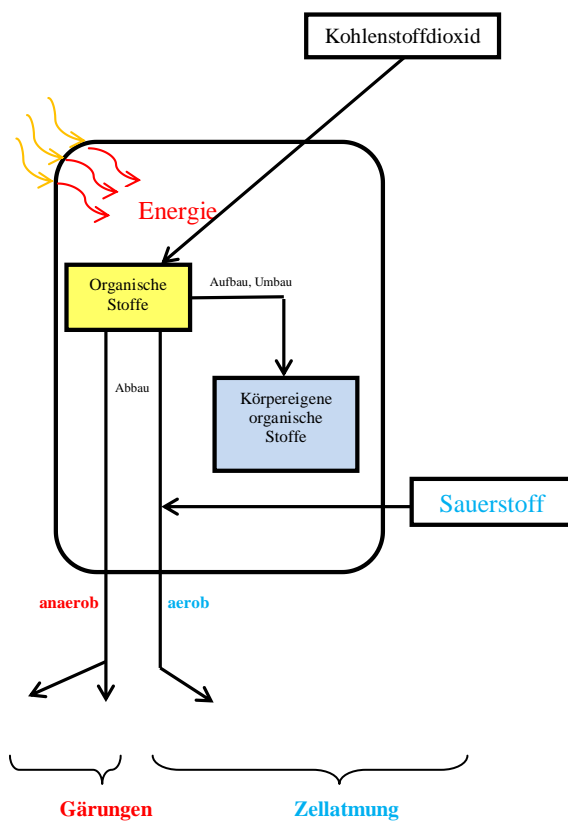 Kohlenstoffdioxid
Energie
Organische
Stoffe
Aufbau, Umbau
Abbau
Körpereigene
organische
Stoffe
Sauerstoff
anaerob
aerob
Gärungen
Zellatmung